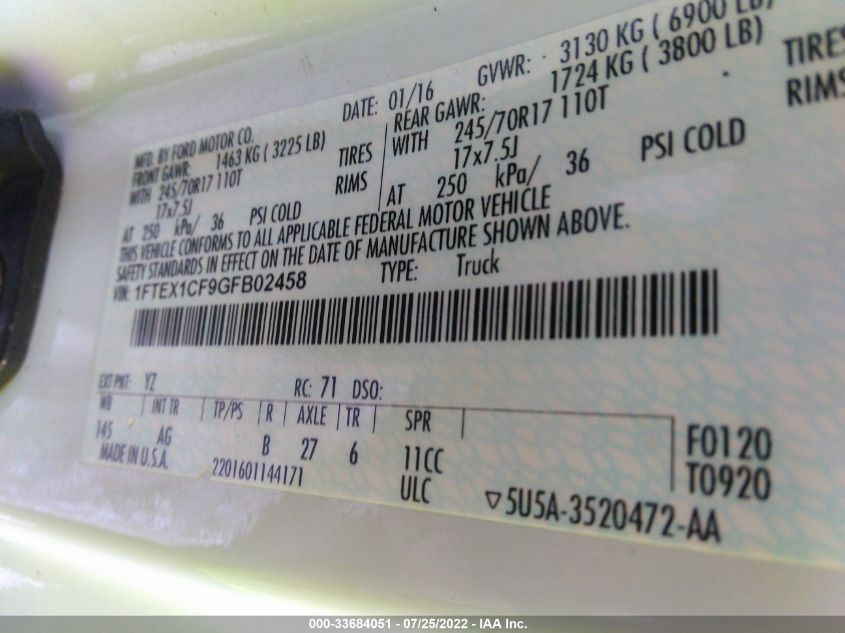 MFD. BY FORD MOTOR CO.
DATE: 01/16 GVWR: 3130 KG ( 6900 LB)
FRONT GAWR: 1463 KG ( 3225 LB)
REAR GAWR: 1724 KG ( 3800 LB)
WITH 245/70R17 110T TIRES
WITH 245/70R17 110T TIRES
17x7.5J RIMS
17x7.5J RIMS
AT 250 kPa/ 36 PSI COLD
AT 250 kPa/ 36 PSI COLD
THIS VEHICLE CONFORMS TO ALL APPLICABLE FEDERAL MOTOR VEHICLE
SAFETY STANDARDS IN EFFECT ON THE DATE OF MANUFACTURE SHOWN ABOVE.
VIN: 1FTEX1CF9GFB02458 TYPE: Truck
EXT PNT: YZ RC: 71 DSO:
WB INT TR TP/PS R AXLE TR SPR
145 AG B 27 6 11CC
F0120
MADE IN U.S.A. 2201601144171 ULC
T0920
▽5U5A-3520472-AA
000-33684051 - 07/25/2022 - IAA Inc.